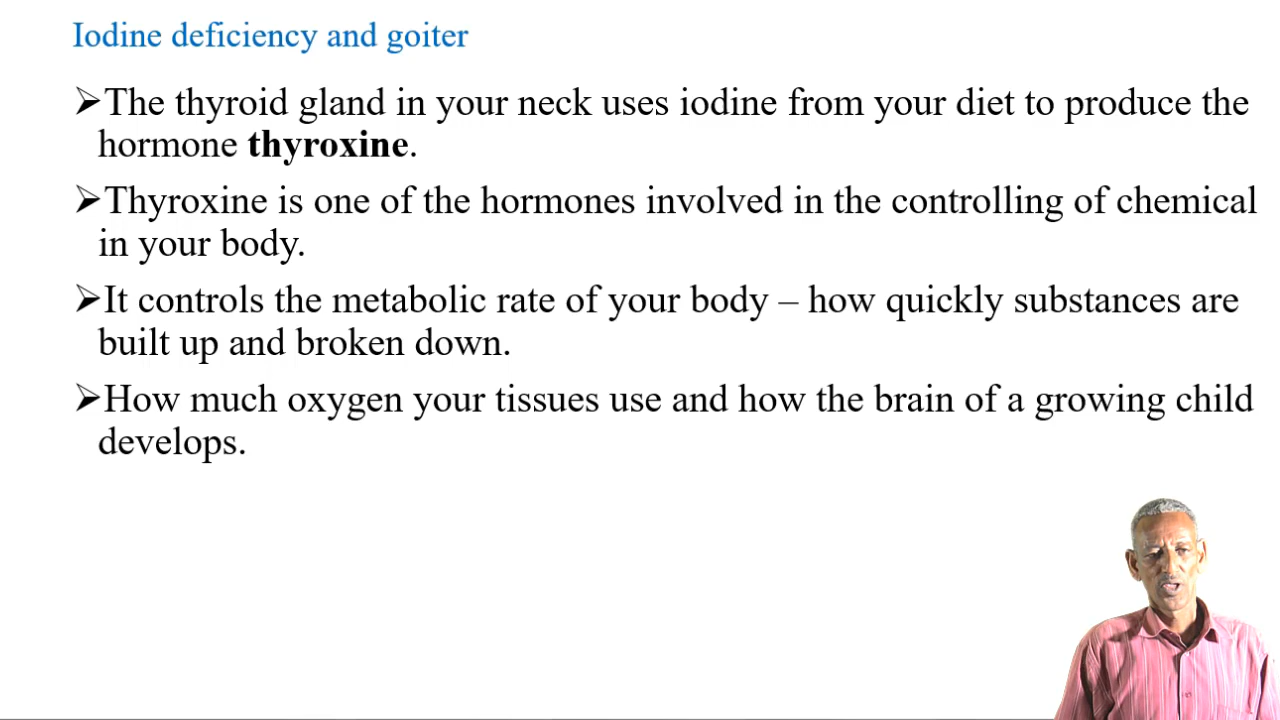 Iodine deficiency and goiter
➢The thyroid gland in your neck uses iodine from your diet to produce the
hormone thyroxine.
➢Thyroxine is one of the hormones involved in the controlling of chemical
in your body.
➢It controls the metabolic rate of your body – how quickly substances are
built up and broken down.
➢How much oxygen your tissues use and how the brain of a growing child
develops.